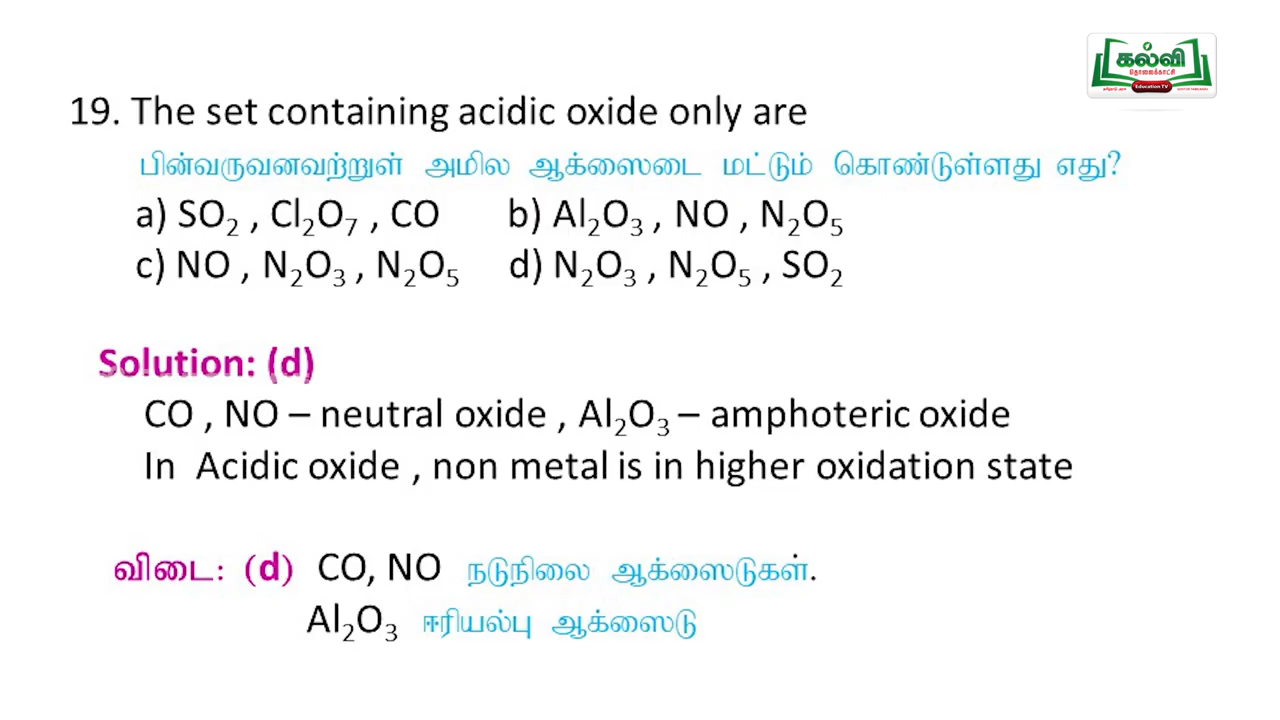 கல்வி
தொலைக்காட்சி
Education TV
19. The set containing acidic oxide only are
பின்வருவனவற்றுள் அமில ஆக்ஸைடை மட்டும் கொண்டுள்ளது எது?
a) SO₂ , Cl₂O₇ , CO b) Al₂O₃ , NO , N₂O₅
c) NO , N₂O₃ , N₂O₅ d) N₂O₃ , N₂O₅ , SO₂
Solution: (d)
CO , NO – neutral oxide , Al₂O₃ – amphoteric oxide
In Acidic oxide , non metal is in higher oxidation state
விடை: (d) CO, NO நடுநிலை ஆக்ஸைடுகள்.
Al₂O₃ ஈரியல்பு ஆக்ஸைடு